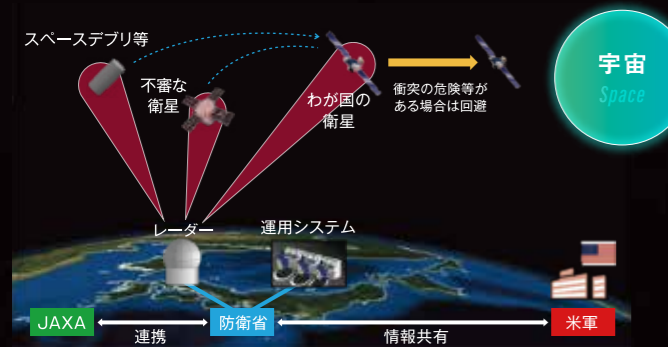 スペースデブリ等
不審な
衛星
わが国の
衛星
衝突の危険等が
ある場合は回避
宇宙
Space
レーダー
運用システム
JAXA
連携
防衛省
情報共有
米軍